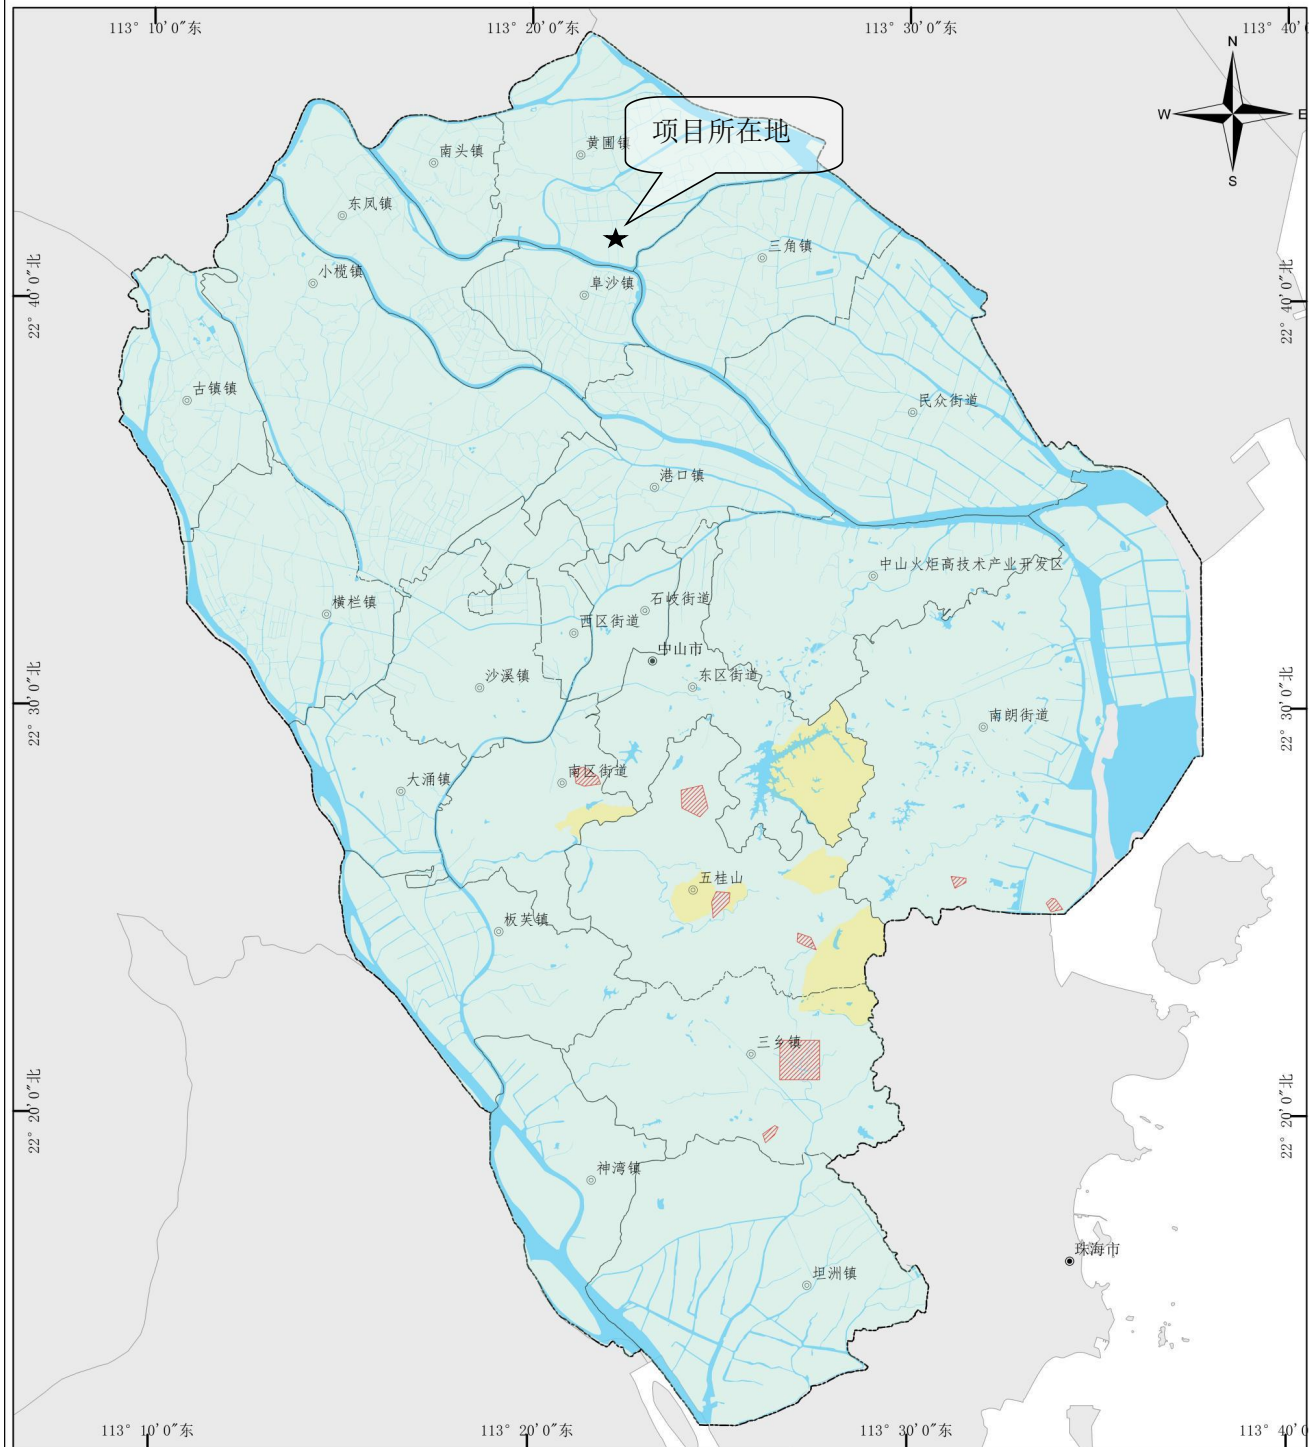 113° 10'0"东
113° 20'0"东
113° 30'0"东
113° 40'
N
W
E
S
项目所在地
黄圃镇
南头镇
东凤镇
三角镇
小榄镇
阜沙镇
22° 40'0"北
22° 40'0"北
古镇镇
民众街道
港口镇
中山火炬高技术产业开发区
横栏镇
石岐街道
西区街道
中山市
沙溪镇
东区街道
22° 30'0"北
22° 30'0"北
南朗街道
南区街道
大涌镇
五桂山
板芙镇
三乡镇
22° 20'0"北
22° 20'0"北
神湾镇
珠海市
坦洲镇
113° 10'0"东
113° 20'0"东
113° 30'0"东
113° 40'